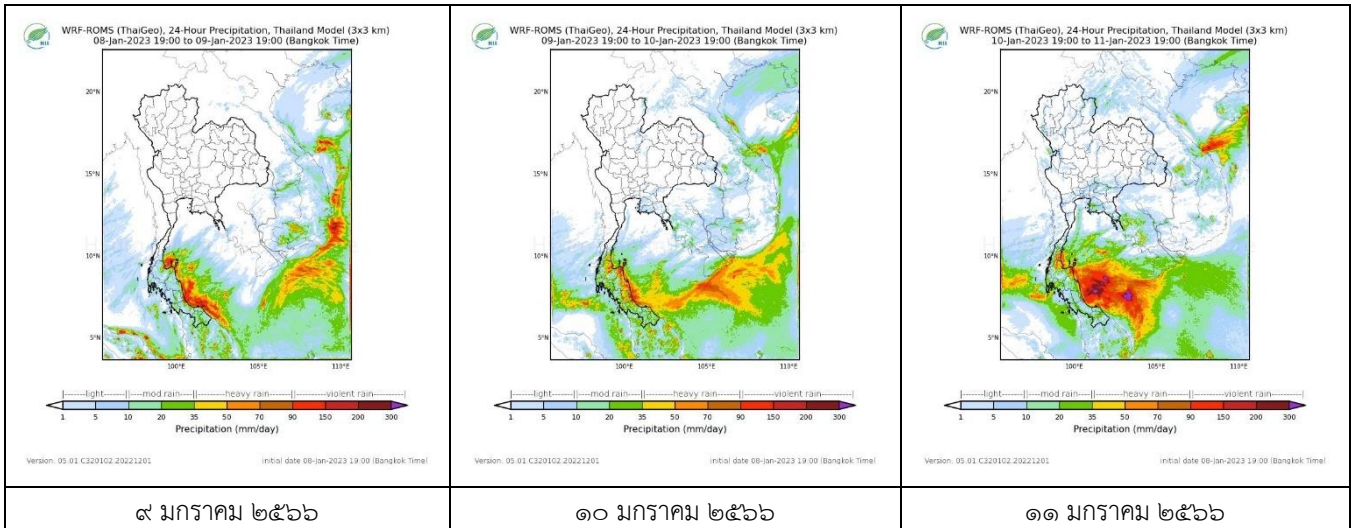 WRF-ROMS (ThaiGeo), 24-Hour Precipitation, Thailand Model (3x3 km)
08-Jan-2023 19:00 to 09-Jan-2023 19:00 (Bangkok Time)
HII
20°N
15°N
10°N
5°N
100°E 105°E 110°E
|-------light------||---mod rain---||-------heavy rain-------||-------violent rain-------|
1 5 10 20 35 50 70 90 150 200 300
Precipitation (mm/day)
Version: 05.01.C320102.20221201 initial date 08-Jan-2023 19:00 (Bangkok Time)
๙ มกราคม ๒๕๖๖
WRF-ROMS (ThaiGeo), 24-Hour Precipitation, Thailand Model (3x3 km)
09-Jan-2023 19:00 to 10-Jan-2023 19:00 (Bangkok Time)
HII
20°N
15°N
10°N
5°N
100°E 105°E 110°E
|-------light------||---mod rain---||-------heavy rain-------||-------violent rain-------|
1 5 10 20 35 50 70 90 150 200 300
Precipitation (mm/day)
Version: 05.01.C320102.20221201 initial date 08-Jan-2023 19:00 (Bangkok Time)
๑๐ มกราคม ๒๕๖๖
WRF-ROMS (ThaiGeo), 24-Hour Precipitation, Thailand Model (3x3 km)
10-Jan-2023 19:00 to 11-Jan-2023 19:00 (Bangkok Time)
HII
20°N
15°N
10°N
5°N
100°E 105°E 110°E
|-------light------||---mod rain---||-------heavy rain-------||-------violent rain-------|
1 5 10 20 35 50 70 90 150 200 300
Precipitation (mm/day)
Version: 05.01.C320102.20221201 initial date 08-Jan-2023 19:00 (Bangkok Time)
๑๑ มกราคม ๒๕๖๖